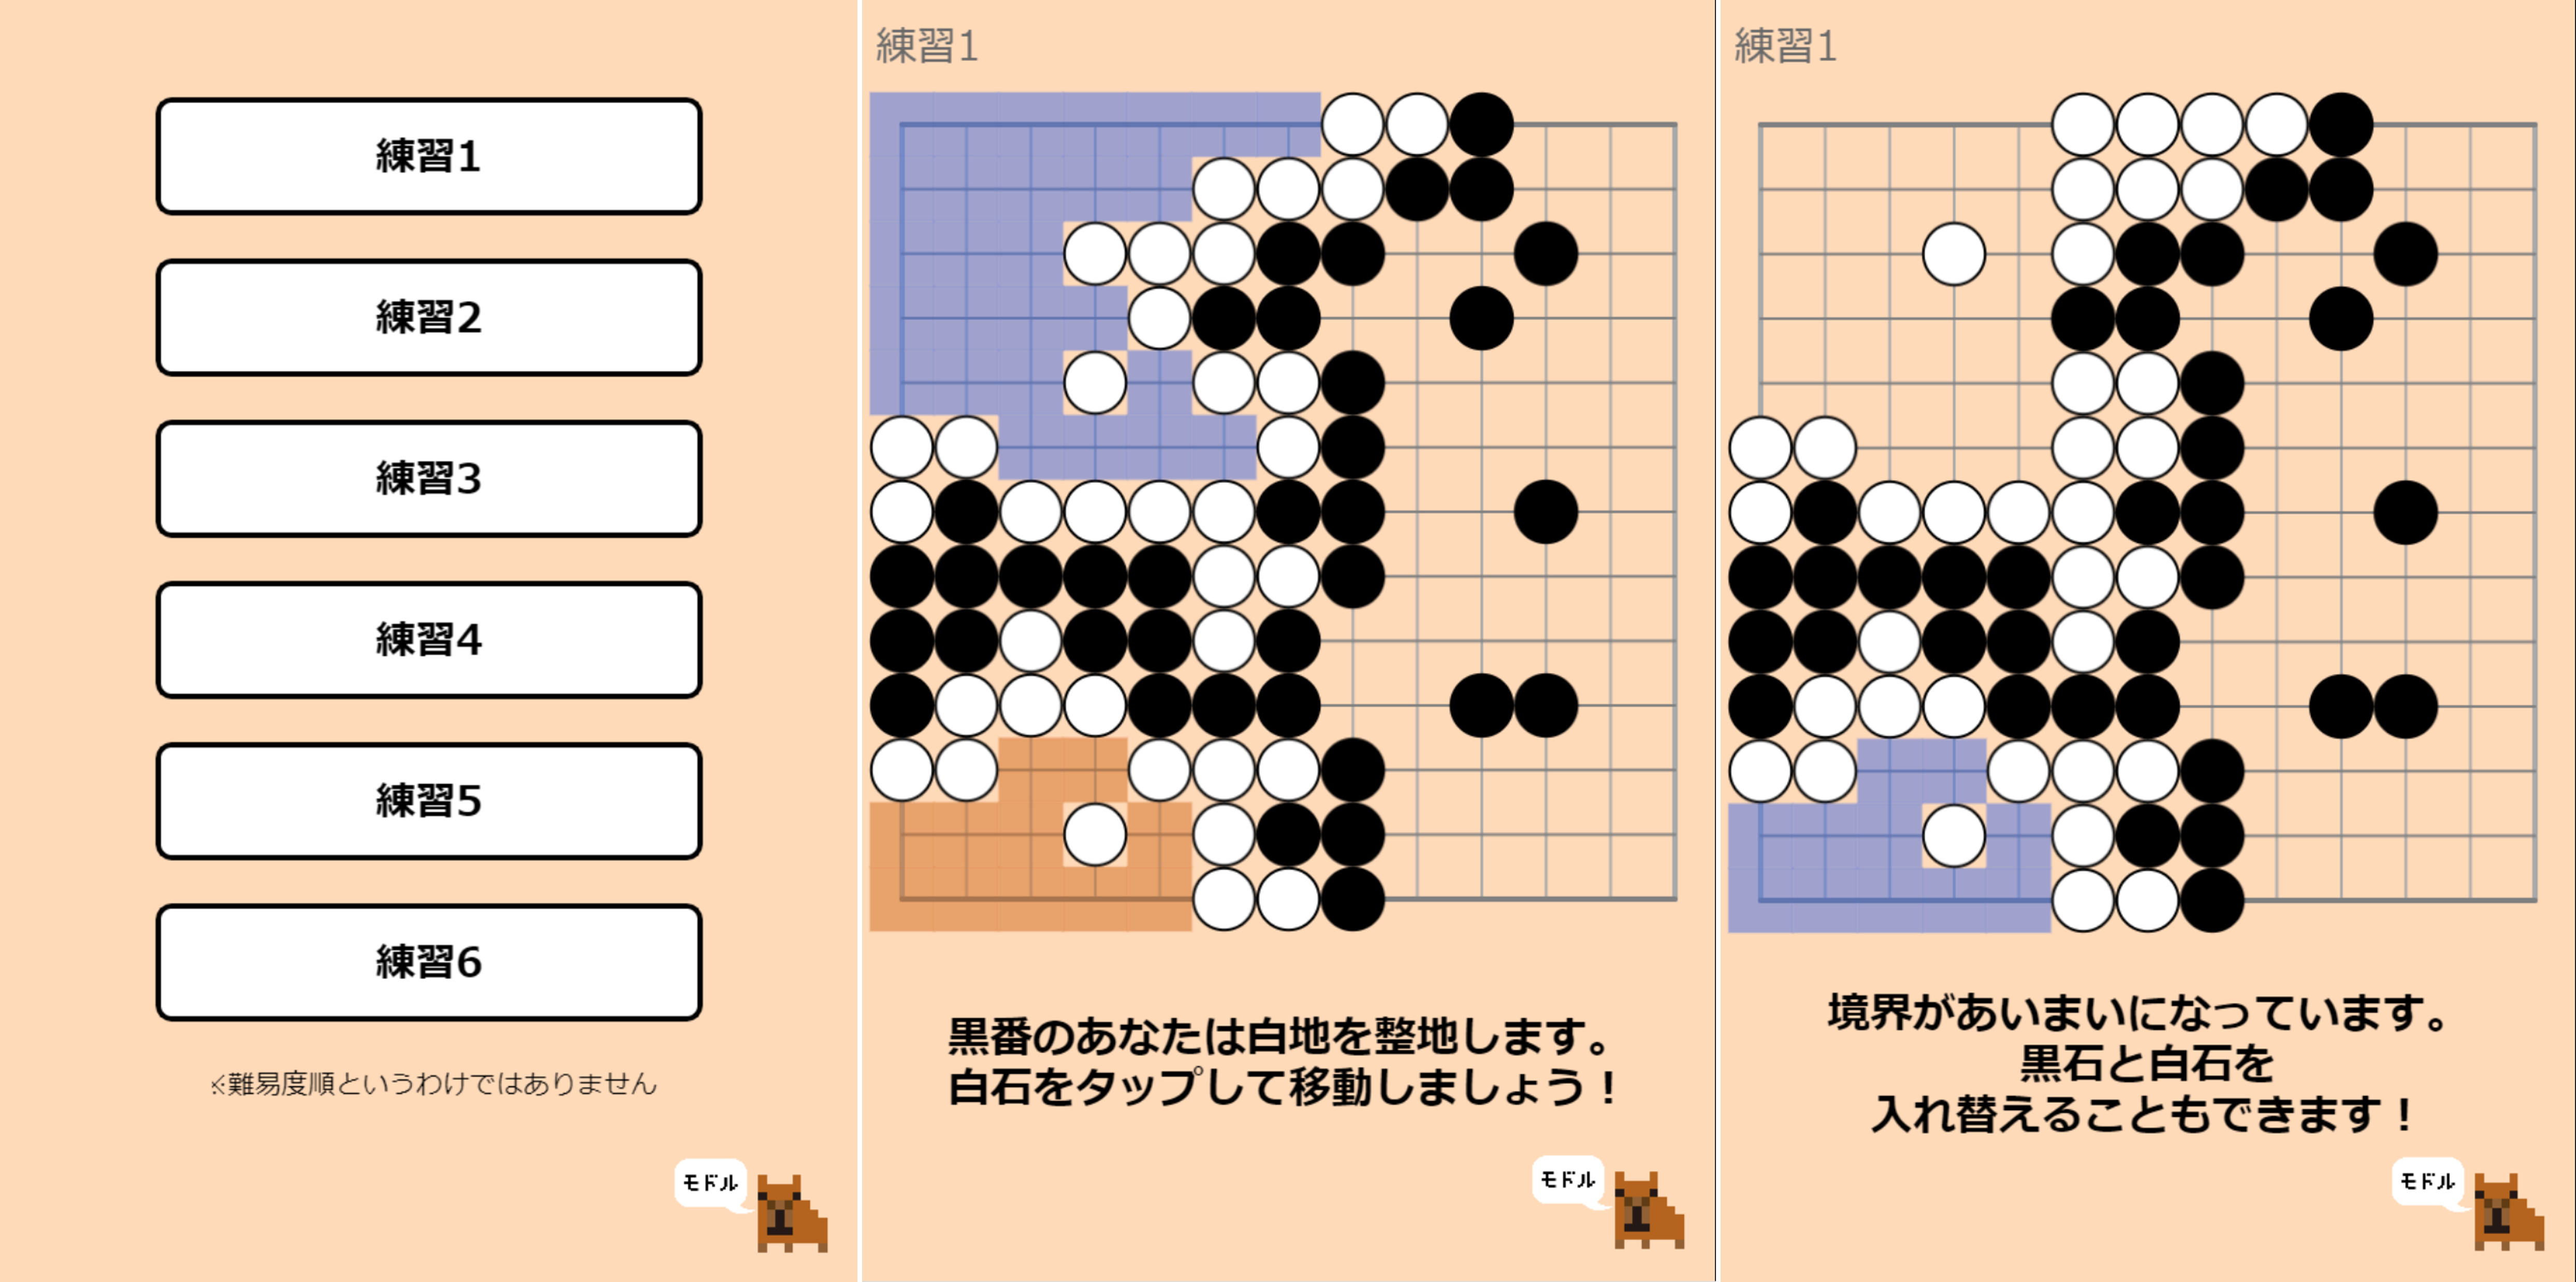 練習1
練習2
練習3
練習4
練習5
練習6
※難易度順というわけではありません
モドル
練習1
黒番のあなたは白地を整地します。
白石をタップして移動しましょう！
モドル
練習1
境界があいまいになっています。
黒石と白石を
入れ替えることもできます！
モドル